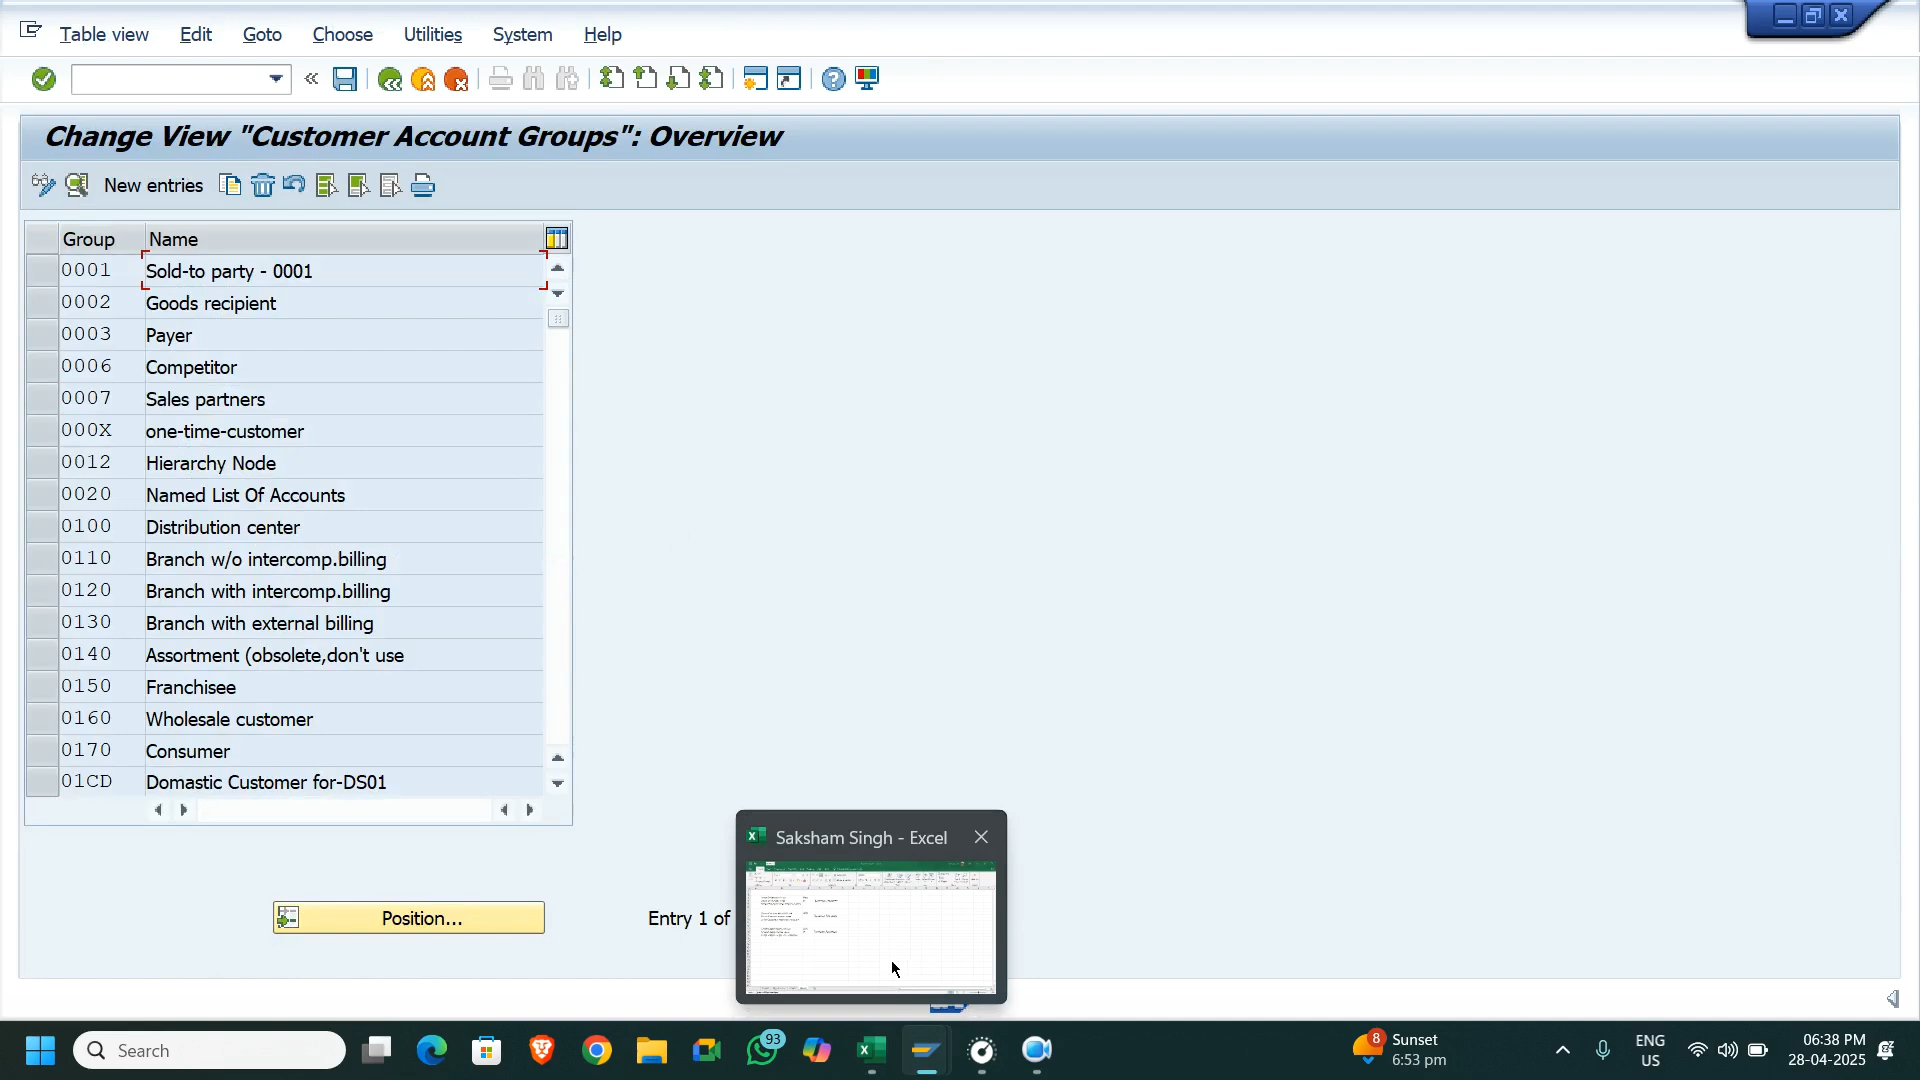 Table view Edit Goto Choose Utilities System Help
Change View "Customer Account Groups": Overview
New entries
Group Name
0001 Sold-to party - 0001
0002 Goods recipient
0003 Payer
0006 Competitor
0007 Sales partners
000X one-time-customer
0012 Hierarchy Node
0020 Named List Of Accounts
0100 Distribution center
0110 Branch w/o intercomp.billing
0120 Branch with intercomp.billing
0130 Branch with external billing
0140 Assortment (obsolete,don't use
0150 Franchisee
0160 Wholesale customer
0170 Consumer
01CD Domastic Customer for-DS01
Saksham Singh - Excel
Position...
Entry 1 of
Search
93
8
Sunset
6:53 pm
ENG
US
06:38 PM
28-04-2025